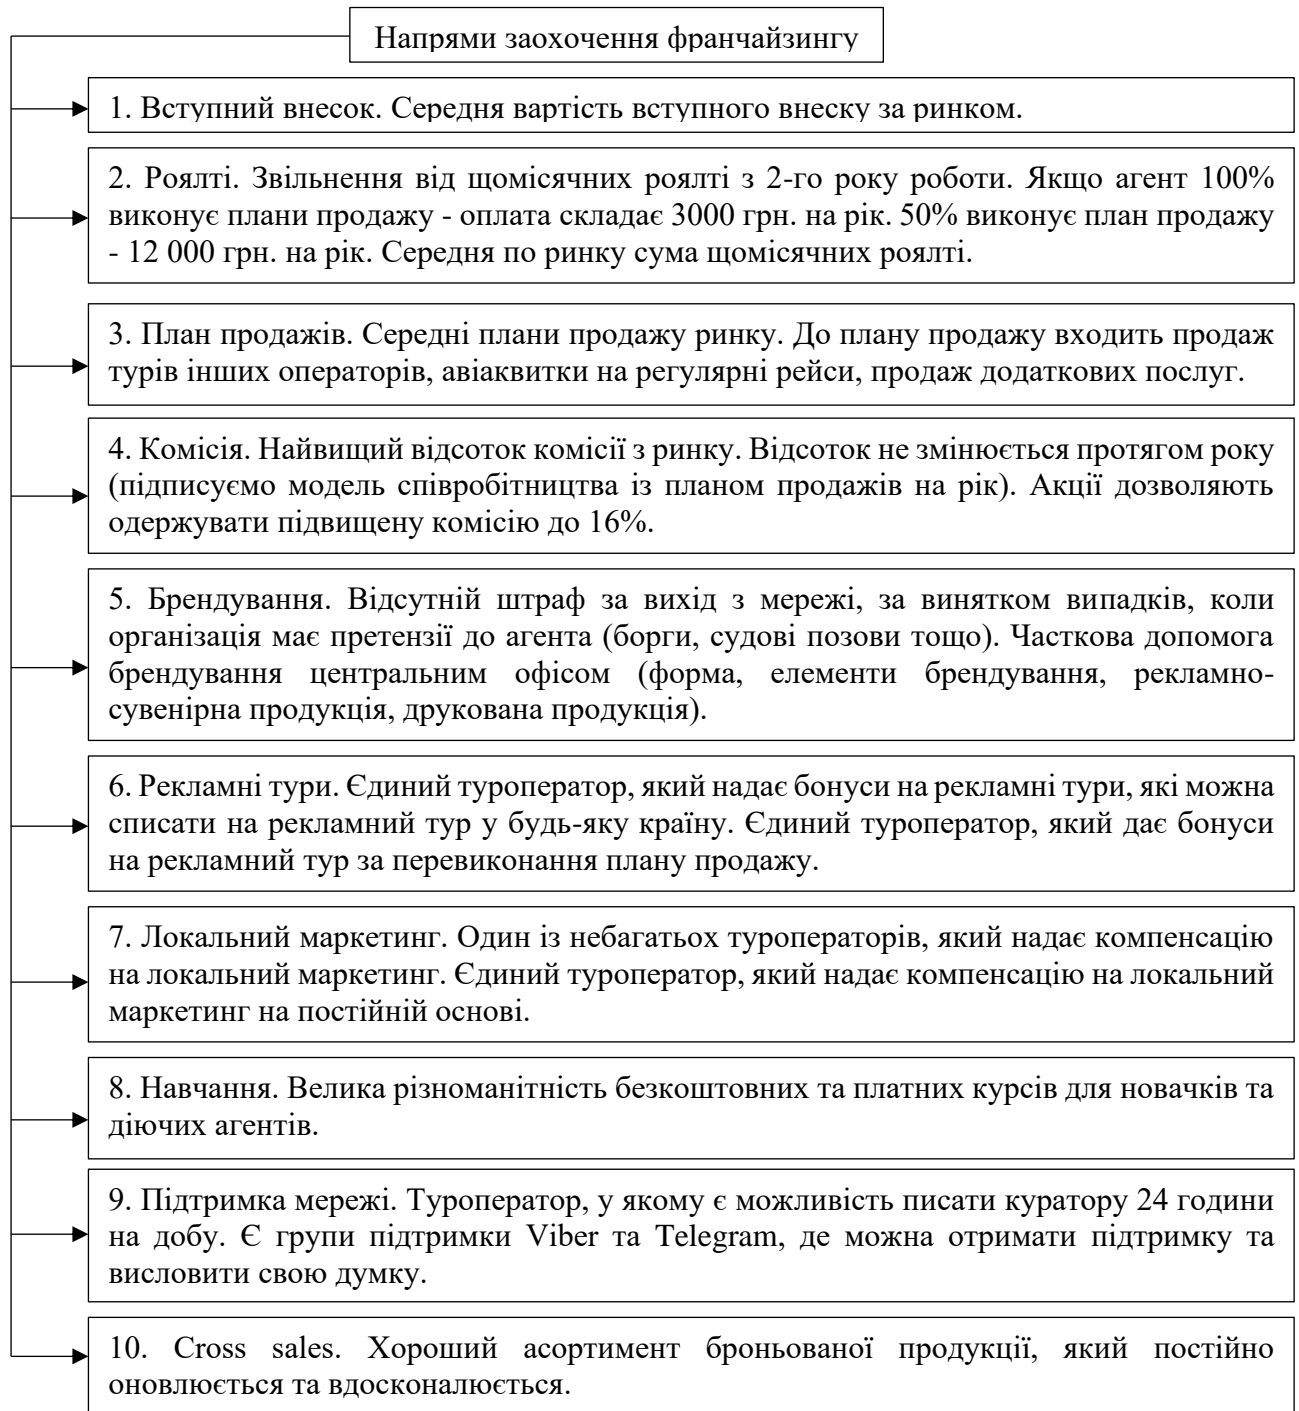 Напрями заохочення франчайзингу
1. Вступний внесок. Середня вартість вступного внеску за ринком.
2. Роялті. Звільнення від щомісячних роялті з 2-го року роботи. Якщо агент 100%
виконує плани продажу - оплата складає 3000 грн. на рік. 50% виконує план продажу
- 12 000 грн. на рік. Середня по ринку сума щомісячних роялті.
3. План продажів. Середні плани продажу ринку. До плану продажу входить продаж
турів інших операторів, авіаквитки на регулярні рейси, продаж додаткових послуг.
4. Комісія. Найвищий відсоток комісії з ринку. Відсоток не змінюється протягом року
(підписуємо модель співробітництва із планом продажів на рік). Акції дозволяють
одержувати підвищену комісію до 16%.
5. Брендування. Відсутній штраф за вихід з мережі, за винятком випадків, коли
організація має претензії до агента (борги, судові позови тощо). Часткова допомога
брендування центральним офісом (форма, елементи брендування, рекламно-
сувенірна продукція, друкована продукція).
6. Рекламні тури. Єдиний туроператор, який надає бонуси на рекламні тури, які можна
списати на рекламний тур у будь-яку країну. Єдиний туроператор, який дає бонуси
на рекламний тур за перевиконання плану продажу.
7. Локальний маркетинг. Один із небагатьох туроператорів, який надає компенсацію
на локальний маркетинг. Єдиний туроператор, який надає компенсацію на локальний
маркетинг на постійній основі.
8. Навчання. Велика різноманітність безкоштовних та платних курсів для новачків та
діючих агентів.
9. Підтримка мережі. Туроператор, у якому є можливість писати куратору 24 години
на добу. Є групи підтримки Viber та Telegram, де можна отримати підтримку та
висловити свою думку.
10. Cross sales. Хороший асортимент броньованої продукції, який постійно
оновлюється та вдосконалюється.